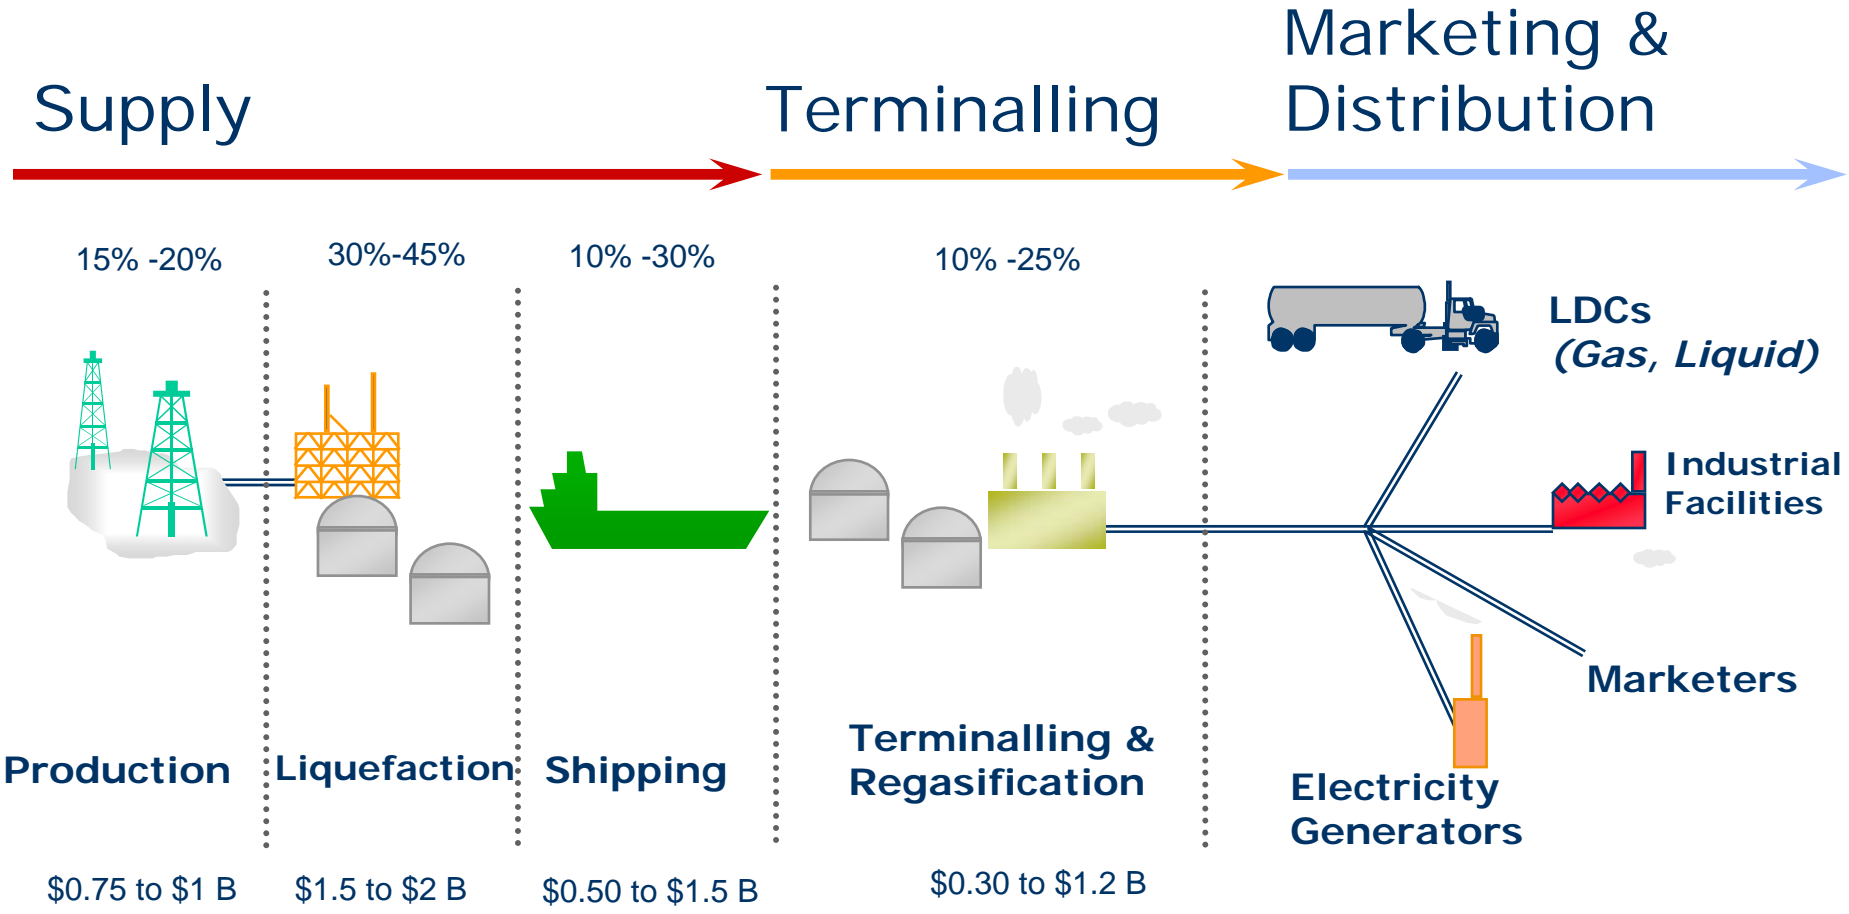 Supply
Terminalling
Marketing &
Distribution
15% -20%
30%-45%
10% -30%
10% -25%
LDCs
(Gas, Liquid)
Industrial
Facilities
Marketers
Electricity
Generators
Production
Liquefaction
Shipping
Terminalling &
Regasification
$0.75 to $1 B
$1.5 to $2 B
$0.50 to $1.5 B
$0.30 to $1.2 B